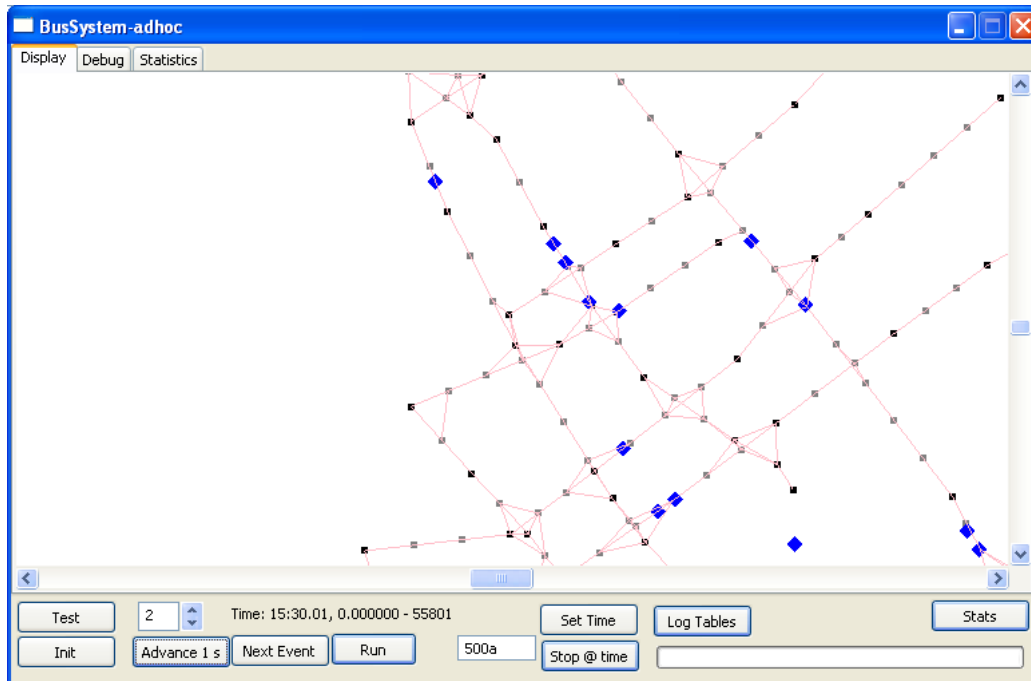 BusSystem-adhoc
Display Debug Statistics
Test 2 Time: 15:30.01, 0.000000 - 55801 Set Time Log Tables Stats
Init Advance 1 s Next Event Run 500a Stop @ time